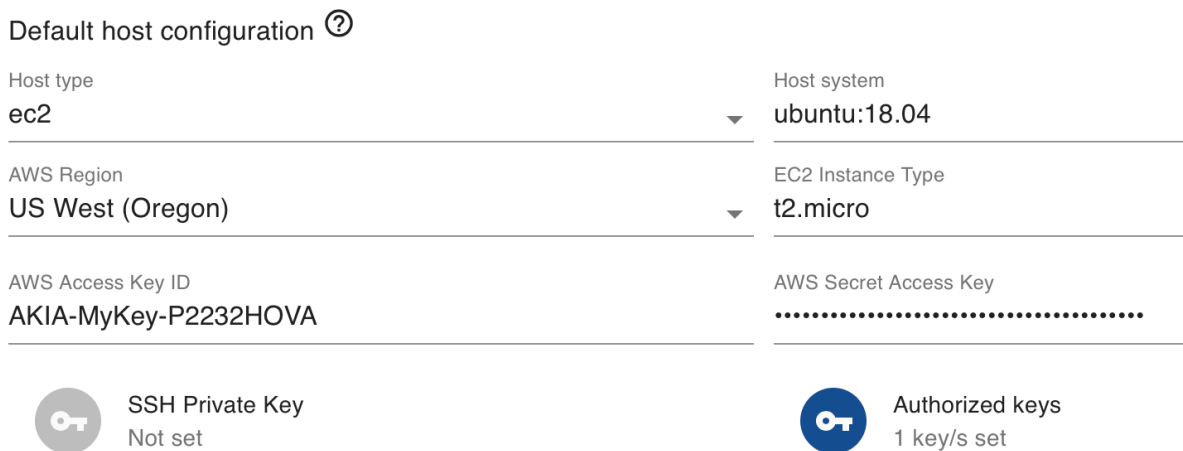 Default host configuration
Host type
ec2
Host system
ubuntu:18.04
AWS Region
US West (Oregon)
EC2 Instance Type
t2.micro
AWS Access Key ID
AKIA-MyKey-P2232HOVA
AWS Secret Access Key
••••••••••••••••••••••••••••••••••••••••
SSH Private Key
Not set
Authorized keys
1 key/s set